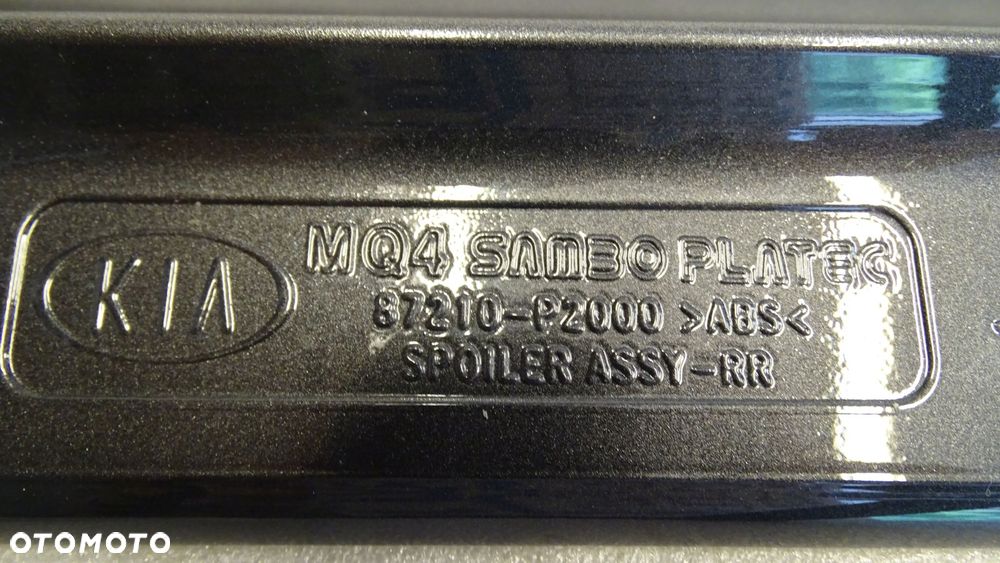 KIA
MQ4 SAMBO PLATEC
87210-P2000 >ABS<
SPOILER ASSY-RR
OTOMOTO